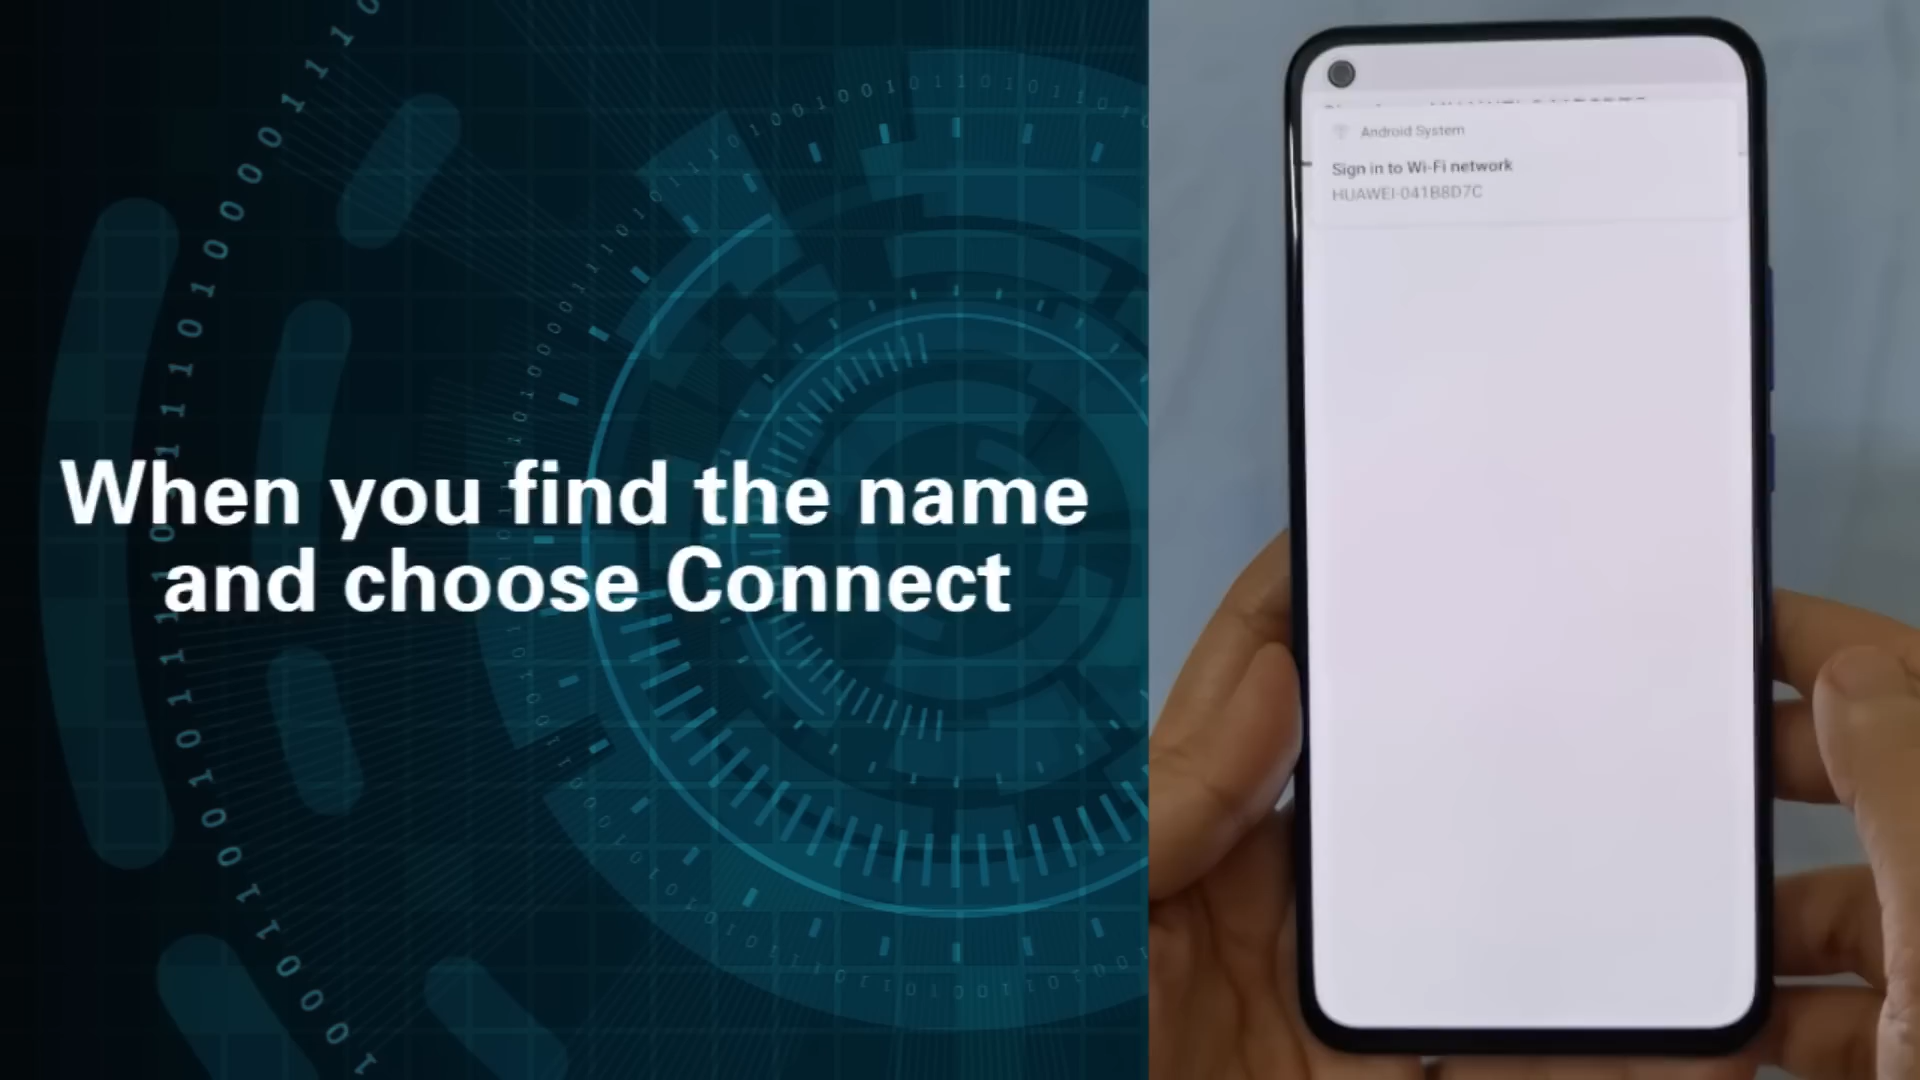 When you find the name
and choose Connect
Android System
Sign in to Wi-Fi network
HUAWEI-041B8D7C